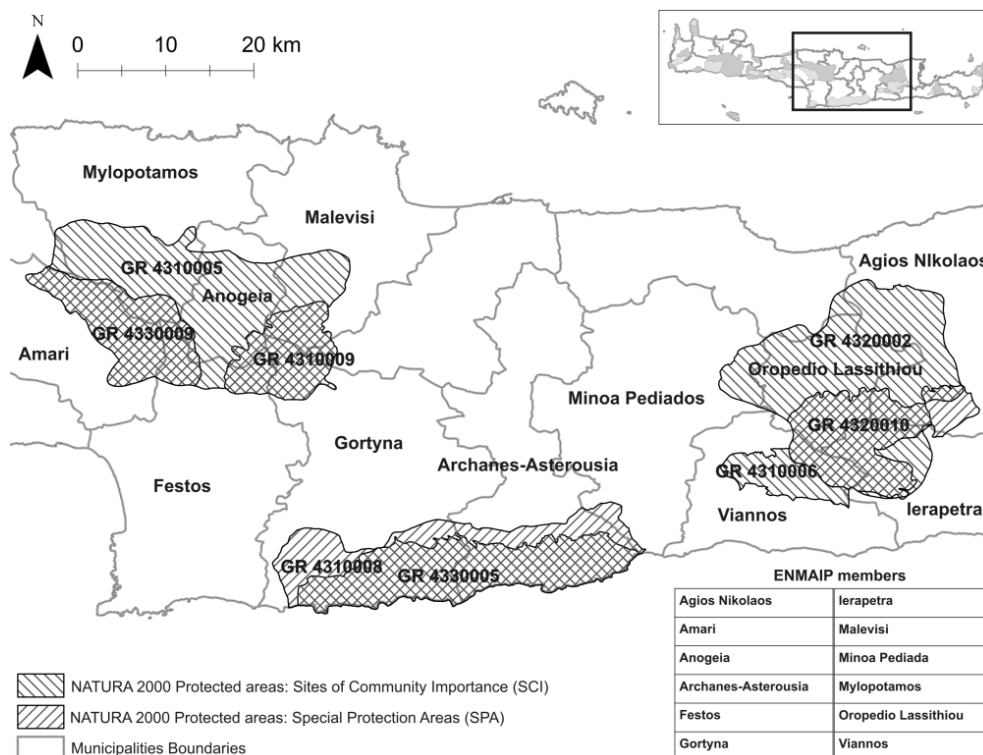 N
0 10 20 km
Mylopotamos
Malevisi
GR 4310005
Agios NIkolaos
Anogeia
GR 4330009
GR 4320002
Amari
GR 4310009
Oropedio Lassithiou
Minoa Pediados
GR 4320010
Gortyna
Archanes-Asterousia
GR 4310006
Festos
Viannos
Ierapetra
GR 4310008
GR 4330005
ENMAIP members
Agios Nikolaos Ierapetra
Amari Malevisi
Anogeia Minoa Pediada
Archanes-Asterousia Mylopotamos
Festos Oropedio Lassithiou
Gortyna Viannos
NATURA 2000 Protected areas: Sites of Community Importance (SCI)
NATURA 2000 Protected areas: Special Protection Areas (SPA)
Municipalities Boundaries